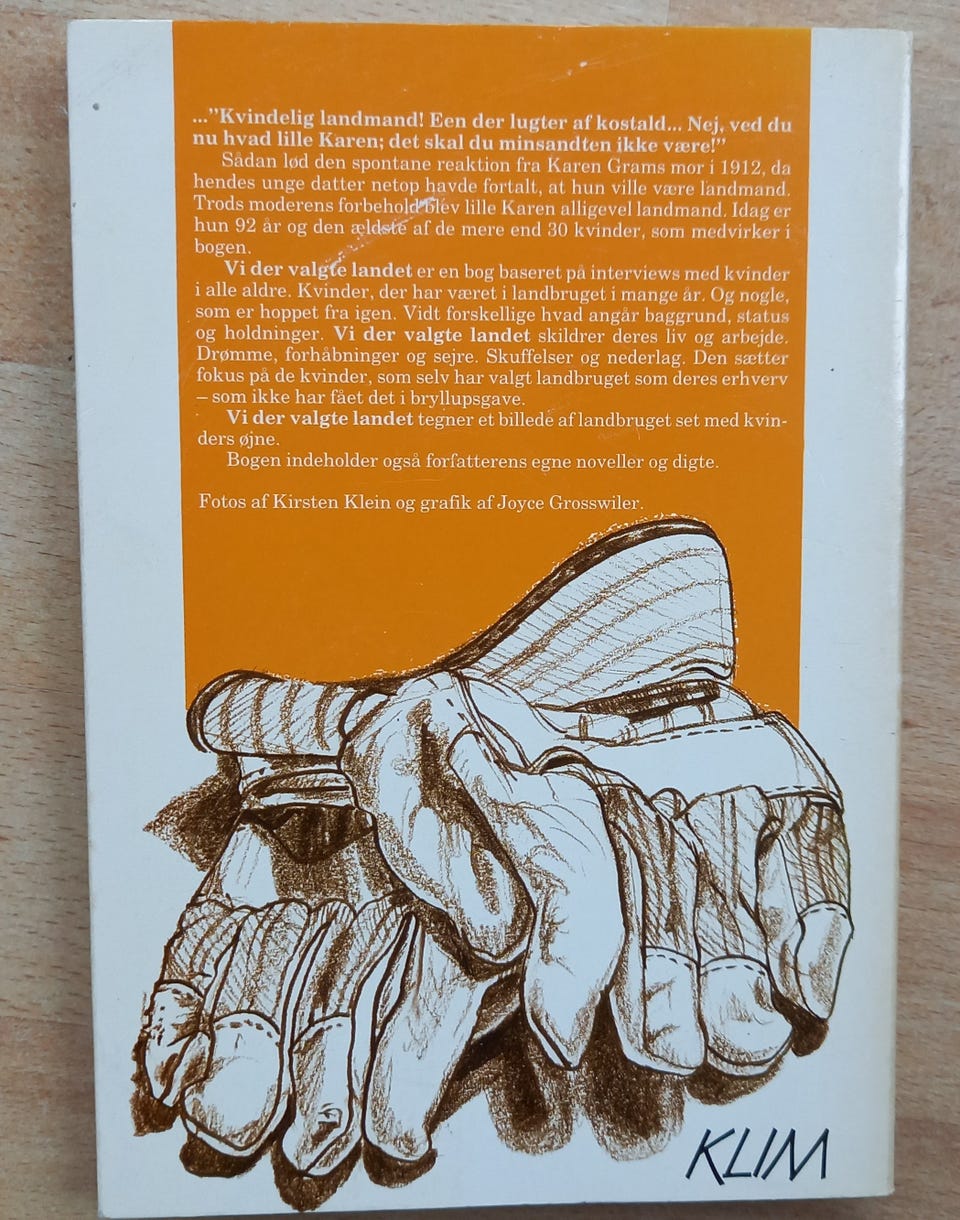 ..."Kvindelig landmand! Een der lugter af kostald... Nej, ved du
nu hvad lille Karen; det skal du minsandten ikke være!"
Sådan lød den spontane reaktion fra Karen Grams mor i 1912, da
hendes unge datter netop havde fortalt, at hun ville være landmand.
Trods moderens forbehold blev lille Karen alligevel landmand. Idag er
hun 92 år og den ældste af de mere end 30 kvinder, som medvirker i
bogen.
Vi der valgte landet er en bog baseret på interviews med kvinder
i alle aldre. Kvinder, der har været i landbruget i mange år. Og nogle,
som er hoppet fra igen. Vidt forskellige hvad angår baggrund, status
og holdninger. Vi der valgte landet skildrer deres liv og arbejde.
Drømme, forhåbninger og sejre. Skuffelser og nederlag. Den sætter
fokus på de kvinder, som selv har valgt landbruget som deres erhverv
– som ikke har fået det i bryllupsgave.
Vi der valgte landet tegner et billede af landbruget set med kvin-
ders øjne.
Bogen indeholder også forfatterens egne noveller og digte.
Fotos af Kirsten Klein og grafik af Joyce Grosswiler.
KLIM